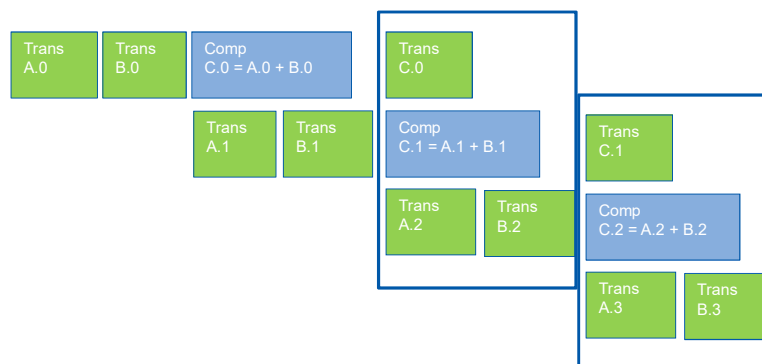 Trans
A.0
Trans
B.0
Comp
C.0 = A.0 + B.0
Trans
C.0
Trans
A.1
Trans
B.1
Comp
C.1 = A.1 + B.1
Trans
C.1
Trans
A.2
Trans
B.2
Comp
C.2 = A.2 + B.2
Trans
A.3
Trans
B.3